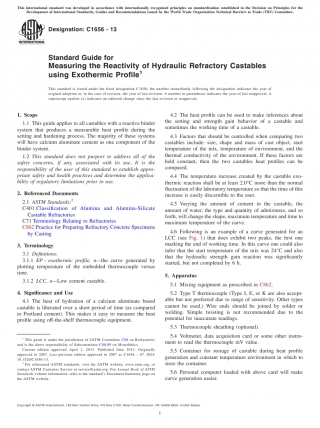 This international standard was developed in accordance with internationally recognized principles on standardization established in the Decision on Principles for the
Development of International Standards, Guides and Recommendations issued by the World Trade Organization Technical Barriers to Trade (TBT) Committee.
Designation: C1656 − 13
Standard Guide for
Measuring the Reactivity of Hydraulic Refractory Castables
using Exothermic Profile¹
This standard is issued under the fixed designation C1656; the number immediately following the designation indicates the year of
original adoption or, in the case of revision, the year of last revision. A number in parentheses indicates the year of last reapproval. A
superscript epsilon (ε) indicates an editorial change since the last revision or reapproval.
1. Scope
1.1 This guide applies to all castables with a reactive binder
system that produces a measurable heat profile during the
setting and hardening process. The majority of these systems
will have calcium aluminate cement as one component of the
binder system.
1.2 This standard does not purport to address all of the
safety concerns, if any, associated with its use. It is the
responsibility of the user of this standard to establish appro-
priate safety and health practices and determine the applica-
bility of regulatory limitations prior to use.
2. Referenced Documents
2.1 ASTM Standards:²
C401 Classification of Alumina and Alumina-Silicate
Castable Refractories
C71 Terminology Relating to Refractories
C862 Practice for Preparing Refractory Concrete Specimens
by Casting
3. Terminology
3.1 Definitions:
3.1.1 EP - exothermic profile, n—the curve generated by
plotting temperature of the embedded thermocouple versus
time.
3.1.2 LCC, n—Low cement castable.
4. Significance and Use
4.1 The heat of hydration of a calcium aluminate based
castable is liberated over a short period of time (as compared
to Portland cement). This makes it easy to measure the heat
profile using off-the-shelf thermocouple equipment.
¹ This guide is under the jurisdiction of ASTM Committee C08 on Refractories
and is the direct responsibility of Subcommittee C08.09 on Monolithics.
Current edition approved April 1, 2013. Published June 2013. Originally
approved in 2007. Last previous edition approved in 2007 as C1656 – 07. DOI:
10.1520/C1656-13.
² For referenced ASTM standards, visit the ASTM website, www.astm.org, or
contact ASTM Customer Service at service@astm.org. For Annual Book of ASTM
Standards volume information, refer to the standard's Document Summary page on
the ASTM website.
4.2 The heat profile can be used to make inferences about
the setting and strength gain behavior of a castable and
sometimes the working time of a castable.
4.3 Factors that should be controlled when comparing two
castables include: size, shape and mass of cast object, start
temperature of the mix, temperature of environment, and the
thermal conductivity of the environment. If these factors are
held constant, then the two castables heat profiles can be
compared.
4.4 The temperature increase created by the castable exo-
thermic reaction shall be at least 2.0°C more than the normal
fluctuation of the laboratory temperature so that the time of this
increase is easily discernable to the user.
4.5 Varying the amount of cement in the castable, the
amount of water, the type and quantity of admixtures, and so
forth, will change the shape, maximum temperature and time to
maximum temperature of the curve.
4.6 Following is an example of a curve generated for an
LCC (see Fig. 1) that does exhibit two peaks, the first one
marking the end of working time. In this curve one could also
infer that the start temperature of the mix was 24°C and also
that the hydraulic strength gain reaction was significantly
started, but not completed by 6 h.
5. Apparatus
5.1 Mixing equipment as prescribed in C862.
5.2 Type T thermocouple (Type J, E, or K are also accept-
able but not preferred due to range of sensitivity. Other types
cannot be used.) Wire ends should be joined by solder or
welding. Simple twisting is not recommended due to the
potential for inaccurate readings.
5.3 Thermocouple sheathing (optional).
5.4 Voltmeter, data acquisition card or some other instru-
ment to read the thermocouple mV value.
5.5 Container for storage of castable during heat profile
generation and constant temperature environment in which to
store that container.
5.6 Personal computer loaded with above card will make
curve generation easier.
Copyright © ASTM International, 100 Barr Harbor Drive, PO Box C700, West Conshohocken, PA 19428-2959. United States
1